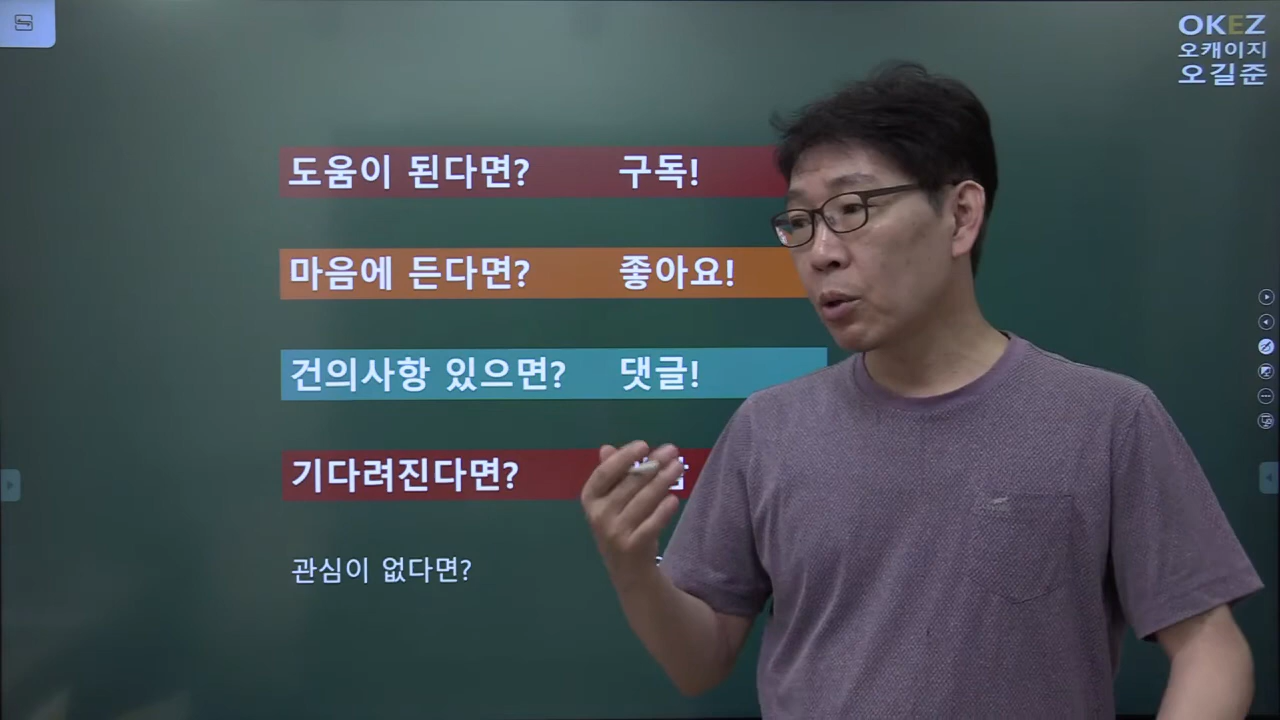 OKEZ
오캐이지
오길준
도움이 된다면? 구독!
마음에 든다면? 좋아요!
건의사항 있으면? 댓글!
기다려진다면?
관심이 없다면?